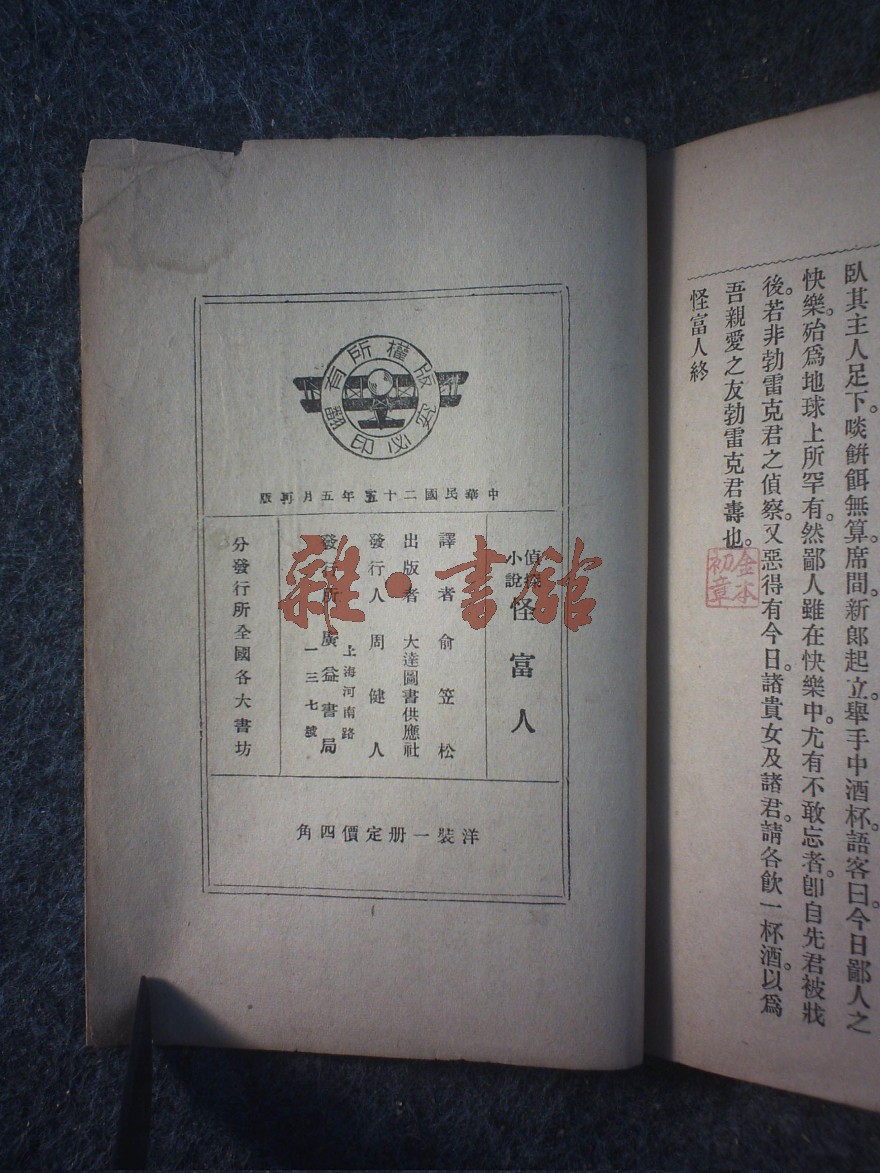 臥其主人足下。啖餅餌無算。席間。新郎起立。舉手中酒杯。語客曰。今日鄙人之
快樂。殆爲地球上所罕有。然鄙人雖在快樂中。尤有不敢忘者。卽自先君被戕
後。若非勃雷克君之偵察。又惡得有今日。諸貴女及諸君。請各飲一杯酒。以爲
吾親愛之友勃雷克君壽也。
怪富人終
金本
初章
版權所有
翻印必究
中華民國二十五年五月再版
偵探小說 怪富人
譯者 俞笠松
出版者 大達圖書供應社
發行人 周健人
發行所 廣益書局
上海河南路
一三七號
分發行所全國各大書坊
洋裝一册定價四角
雜·書館